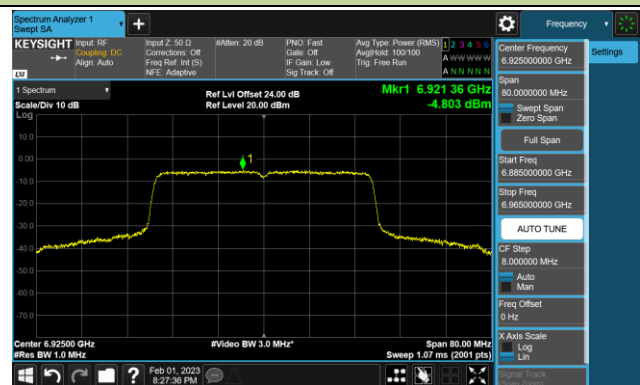 Spectrum Analyzer 1
Swept SA
Frequency
KEYSIGHT
Input: RF
Coupling: DC
Align: Auto
Input Z: 50 Ω
Corrections: Off
Freq Ref: Int (S)
NFE: Adaptive
#Atten: 20 dB
PNO: Fast
Gate: Off
IF Gain: Low
Sig Track: Off
Avg Type: Power (RMS)
Avg|Hold: 100/100
Trig: Free Run
1 2 3 4 5 6
A W W W W W
A N N N N N
LXI
1 Spectrum
Scale/Div 10 dB
Log
Ref Lvl Offset 24.00 dB
Ref Level 20.00 dBm
Mkr1 6.921 36 GHz
-4.803 dBm
1
10.0
0.00
-10.0
-20.0
-30.0
-40.0
-50.0
-60.0
-70.0
Center 6.92500 GHz
#Res BW 1.0 MHz
#Video BW 3.0 MHz*
Span 80.00 MHz
Sweep 1.07 ms (2001 pts)
Feb 01, 2023
8:27:36 PM
Center Frequency
6.925000000 GHz
Settings
Span
80.0000000 MHz
Swept Span
Zero Span
Full Span
Start Freq
6.885000000 GHz
Stop Freq
6.965000000 GHz
AUTO TUNE
CF Step
8.000000 MHz
Auto
Man
Freq Offset
0 Hz
X Axis Scale
Log
Lin
Signal Track
(Span Zoom)